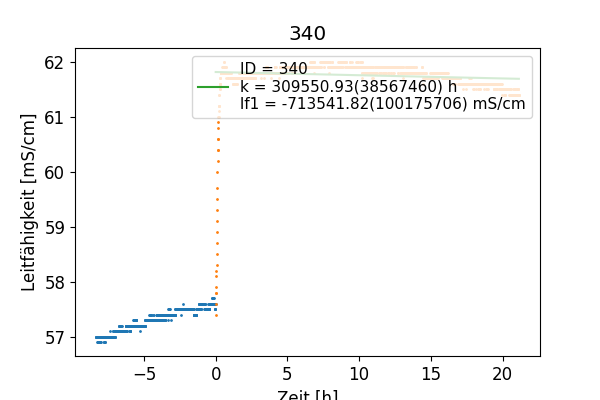 340
62
61
60
59
58
57
Leitfähigkeit [mS/cm]
ID = 340
k = 309550.93(38567460) h
lf1 = -713541.82(100175706) mS/cm
−5
0
5
10
15
20
Zeit [h]